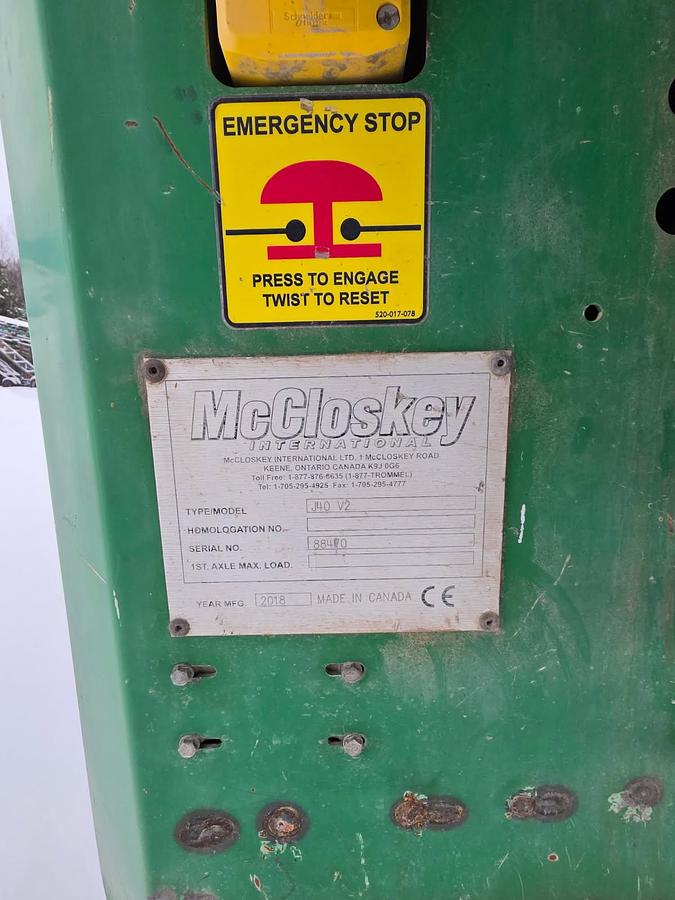 Schneider
Electric
EMERGENCY STOP
PRESS TO ENGAGE
TWIST TO RESET
520-017-078
McCloskey
INTERNATIONAL
McCLOSKEY INTERNATIONAL LTD, 1 McCLOSKEY ROAD
KEENE, ONTARIO CANADA K9J 0G6
Toll Free: 1-877-876-6635 (1-877-TROMMEL)
Tel: 1-705-295-4925 Fax: 1-705-295-4777
TYPE/MODEL J40 V2
HOMOLOGATION NO.
SERIAL NO.
1ST. AXLE MAX. LOAD.
YEAR MFG. 2018 MADE IN CANADA CE